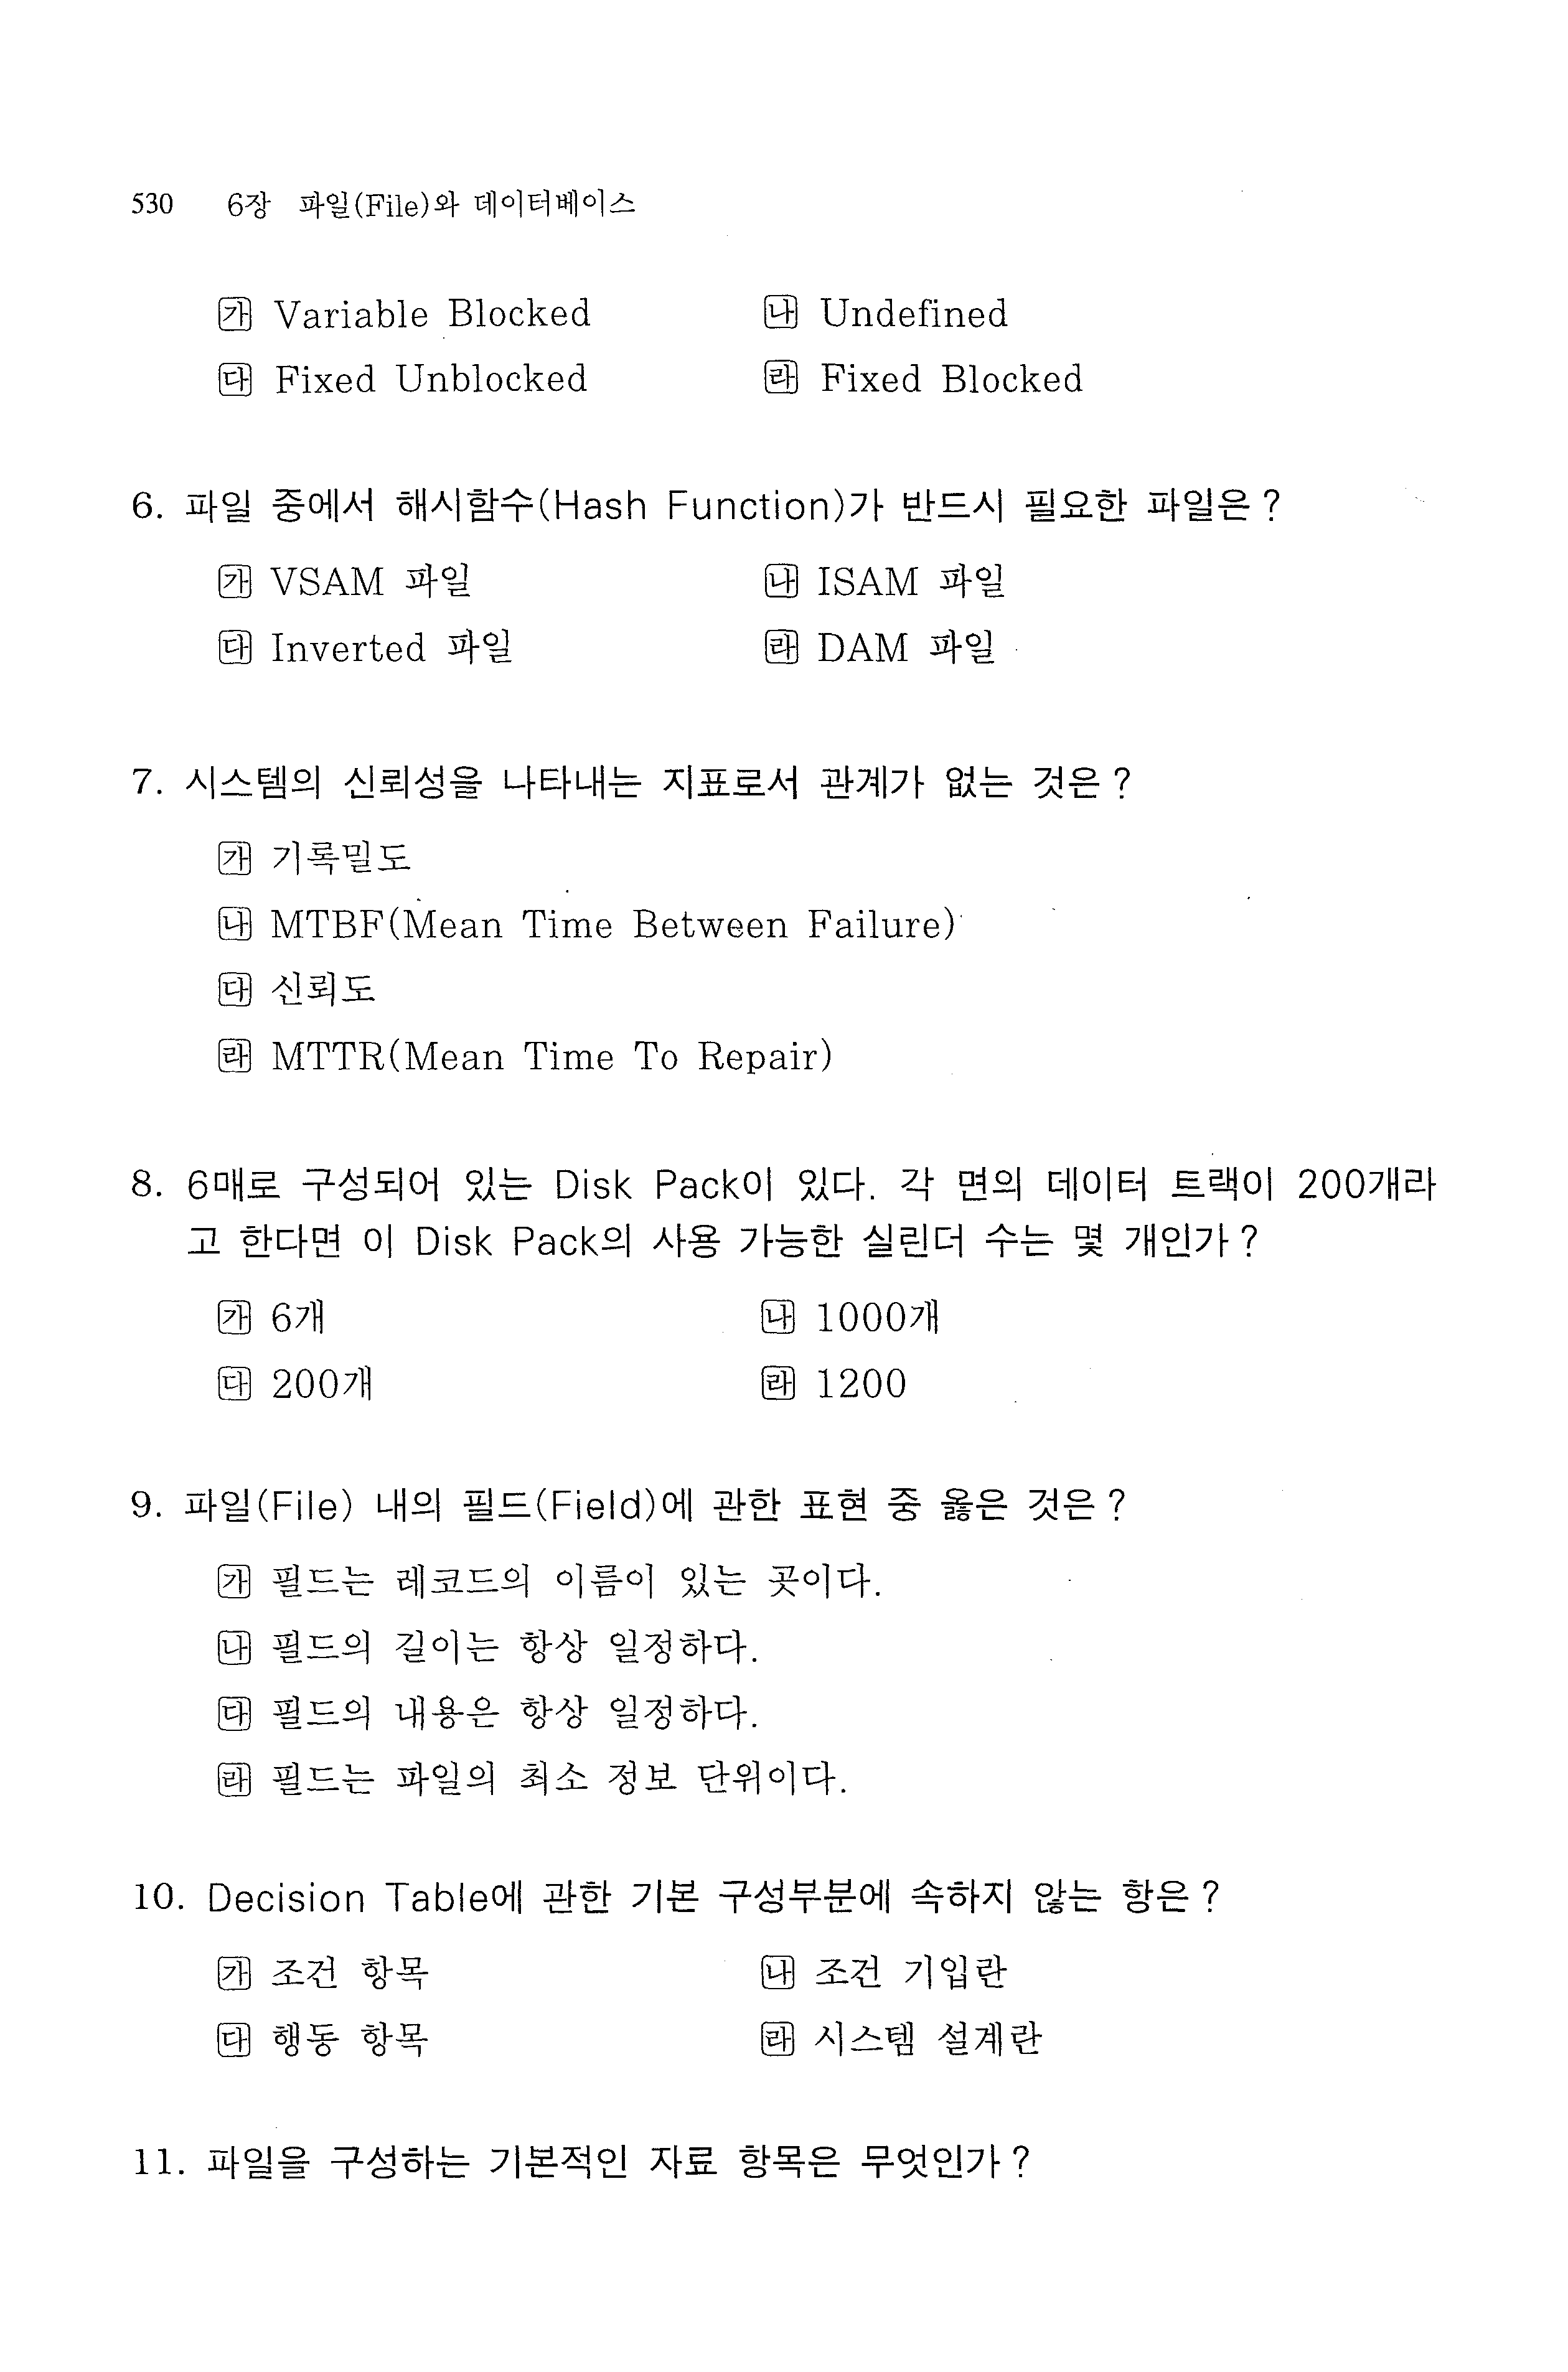 530 6장 파일(File)와 데이터베이스
㉮ Variable Blocked ㉯ Undefined
㉰ Fixed Unblocked ㉱ Fixed Blocked
6. 파일 중에서 해시함수(Hash Function)가 반드시 필요한 파일은?
㉮ VSAM 파일 ㉯ ISAM 파일
㉰ Inverted 파일 ㉱ DAM 파일
7. 시스템의 신뢰성을 나타내는 지표로서 관계가 없는 것은?
㉮ 기록밀도
㉯ MTBF(Mean Time Between Failure)
㉰ 신뢰도
㉱ MTTR(Mean Time To Repair)
8. 6매로 구성되어 있는 Disk Pack이 있다. 각 면의 데이터 트랙이 200개라
고 한다면 이 Disk Pack의 사용 가능한 실린더 수는 몇 개인가?
㉮ 6개 ㉯ 1000개
㉰ 200개 ㉱ 1200
9. 파일(File) 내의 필드(Field)에 관한 표현 중 옳은 것은?
㉮ 필드는 레코드의 이름이 있는 곳이다.
㉯ 필드의 길이는 항상 일정하다.
㉰ 필드의 내용은 항상 일정하다.
㉱ 필드는 파일의 최소 정보 단위이다.
10. Decision Table에 관한 기본 구성부분에 속하지 않는 항은?
㉮ 조건 항목 ㉯ 조건 기입란
㉰ 행동 항목 ㉱ 시스템 설계란
11. 파일을 구성하는 기본적인 자료 항목은 무엇인가?